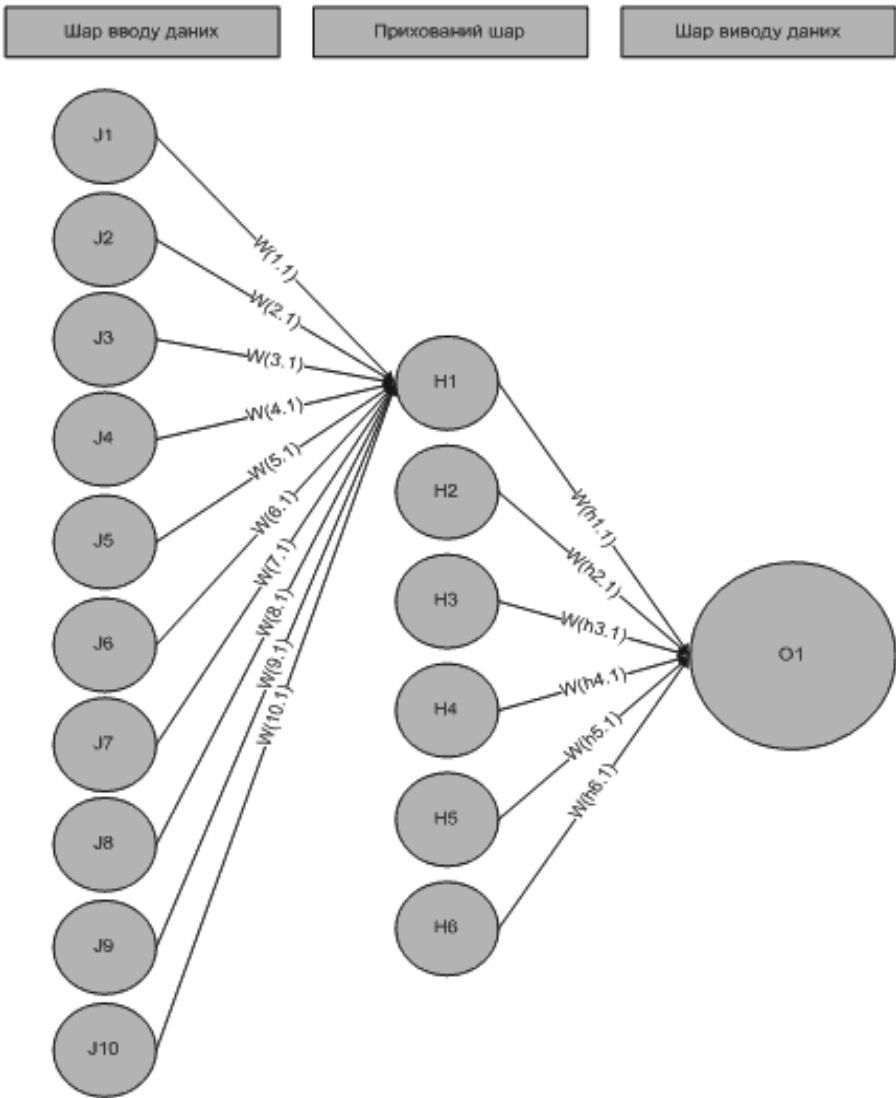 Шар вводу даних
Прихований шар
Шар виводу даних
J1
J2
J3
J4
J5
J6
J7
J8
J9
J10
W(1.1)
W(2.1)
W(3.1)
W(4.1)
W(5.1)
W(6.1)
W(7.1)
W(8.1)
W(9.1)
W(10.1)
H1
H2
H3
H4
H5
H6
W(h1.1)
W(h2.1)
W(h3.1)
W(h4.1)
W(h5.1)
W(h6.1)
O1